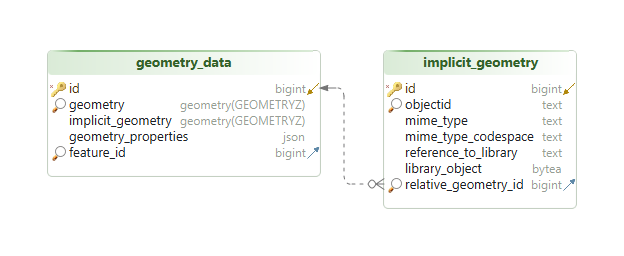 geometry_data
id bigint
geometry geometry(GEOMETRYZ)
implicit_geometry geometry(GEOMETRYZ)
geometry_properties json
feature_id bigint
implicit_geometry
id bigint
objectid text
mime_type text
mime_type_codespace text
reference_to_library text
library_object bytea
relative_geometry_id bigint